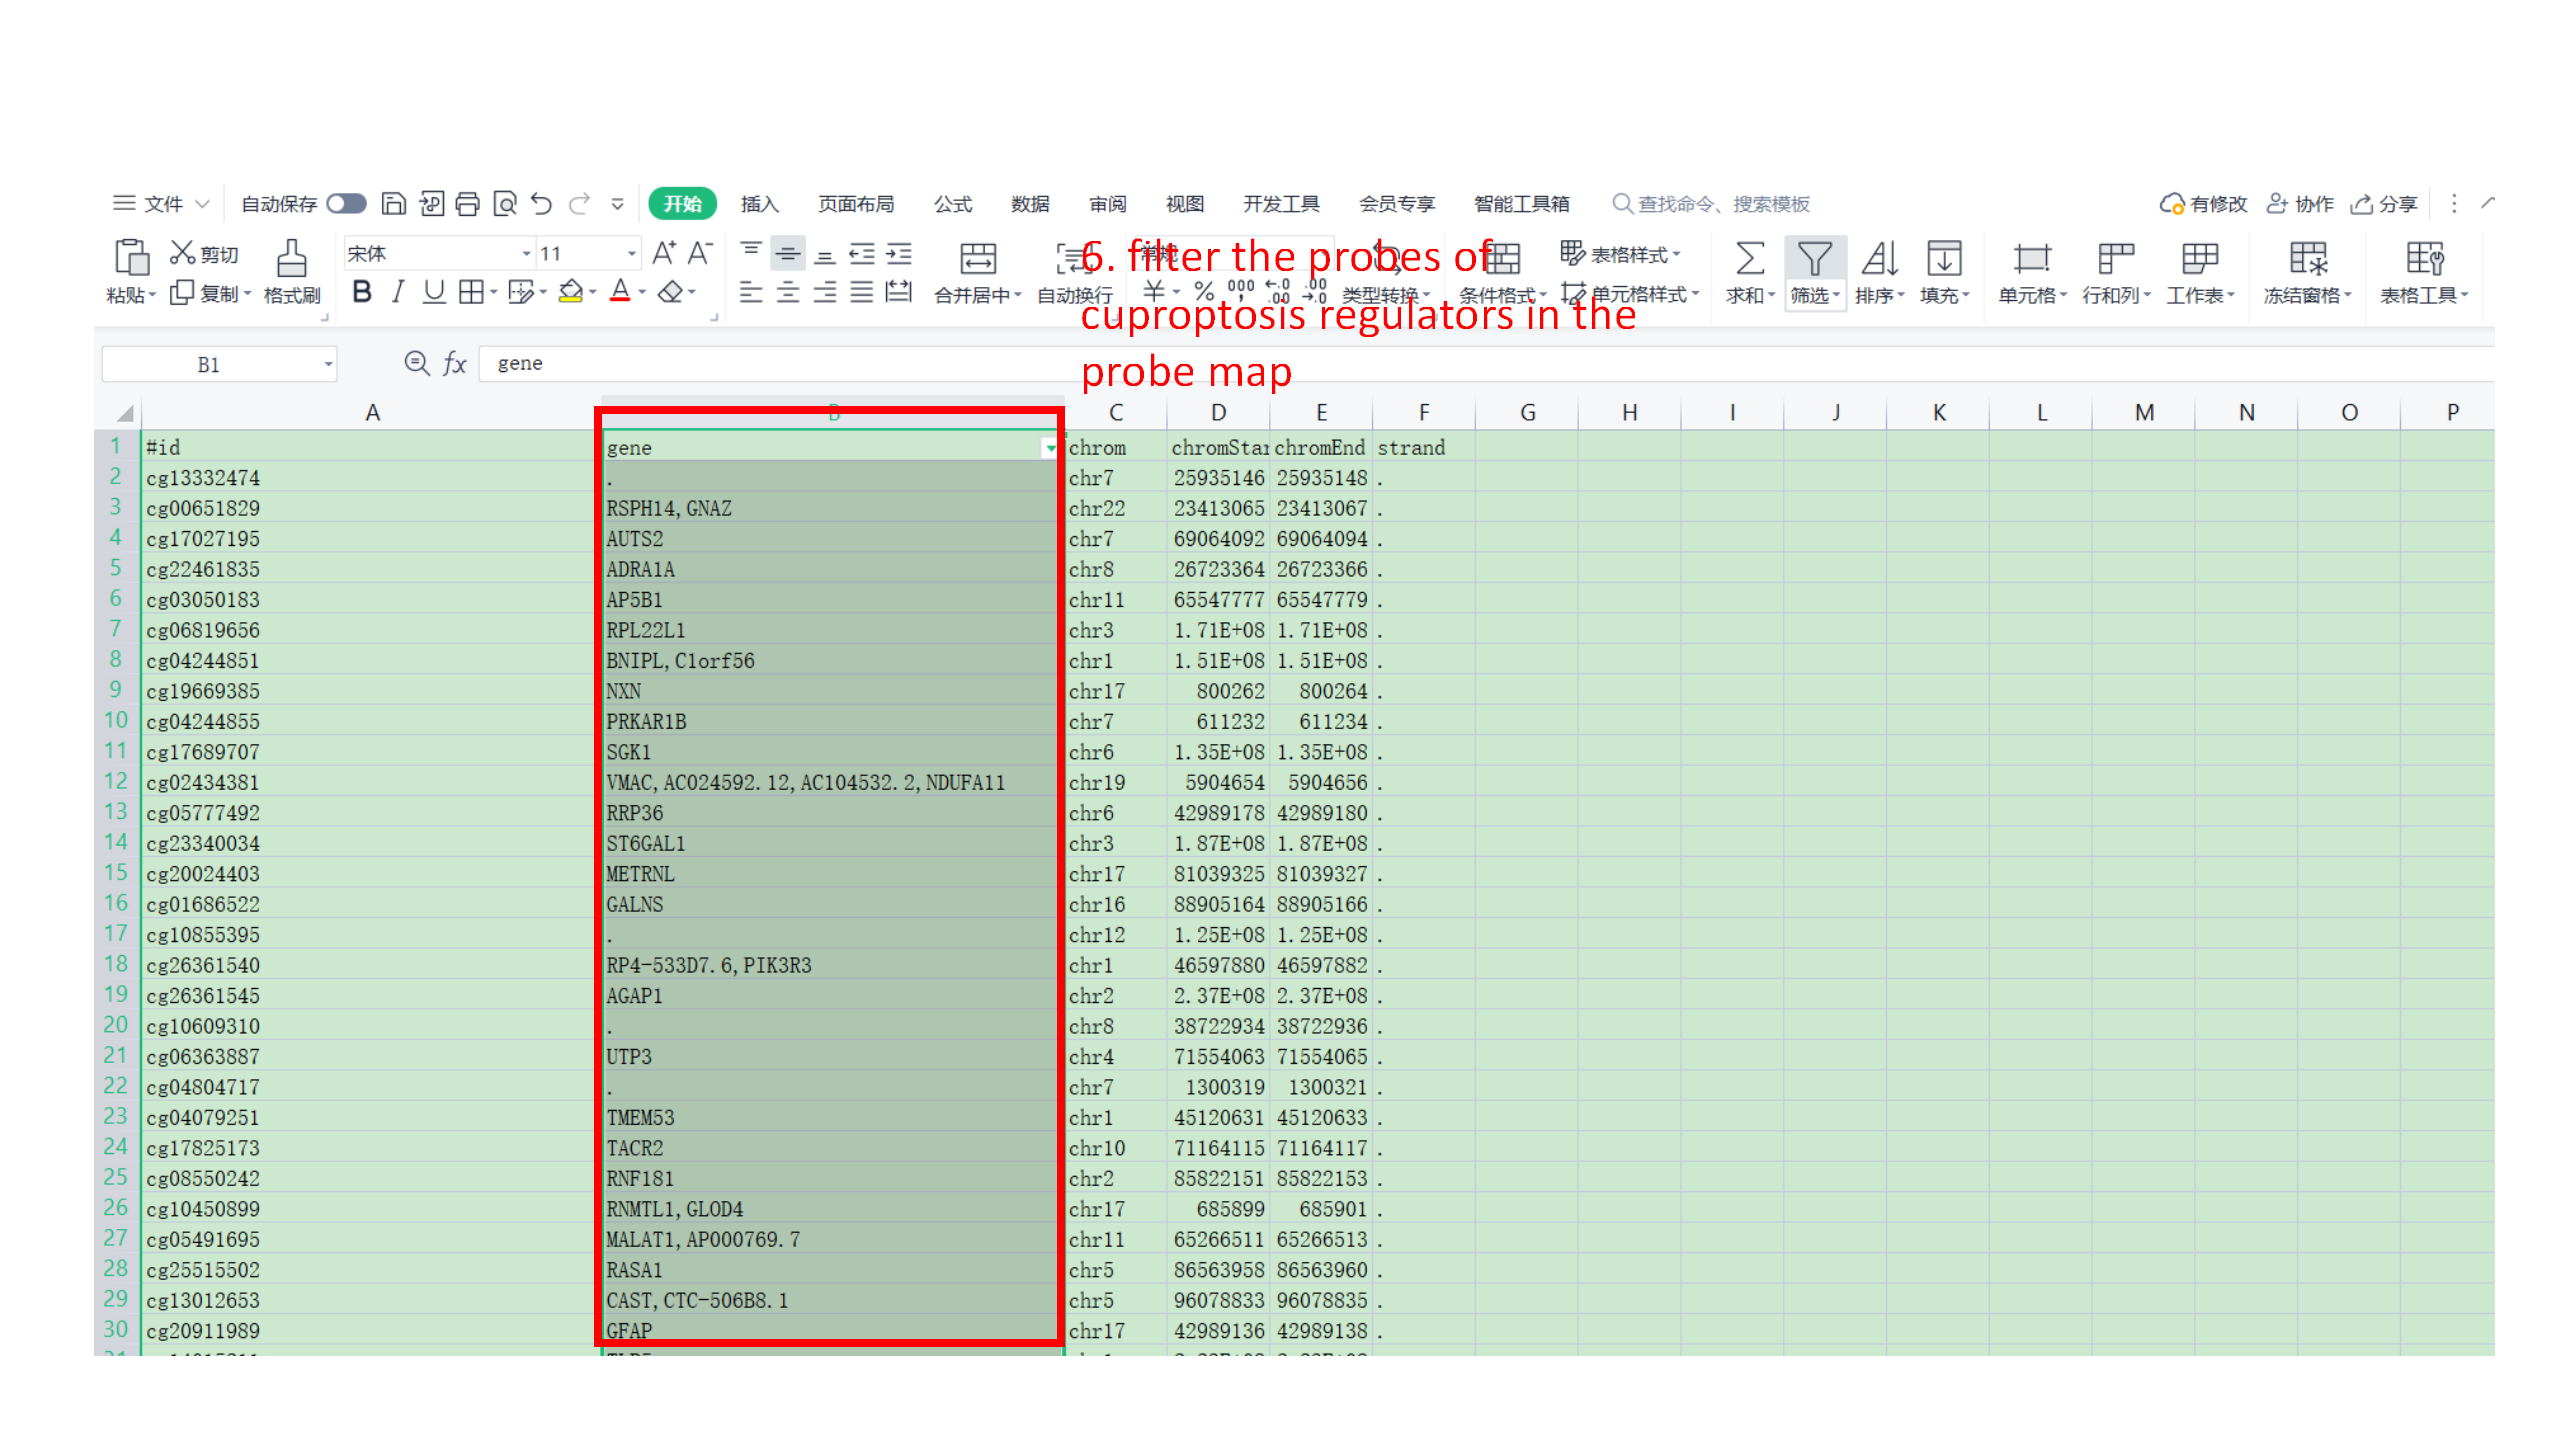 文件 自动保存 开始 插入 页面布局 公式 数据 审阅 视图 开发工具 会员专享 智能工具箱 查找命令、搜索模板 有修改 协作 分享
剪切 宋体 11 A+ A- 常规 表格样式
6. filter the probes of
粘贴 复制 格式刷 B I U A 合并居中 自动换行 ¥ % 类型转换 条件格式 单元格样式 求和 筛选 排序 填充 单元格 行和列 工作表 冻结窗格 表格工具
cuproptosis regulators in the
B1 fx gene
probe map
A B C D E F G H I J K L M N O P
1 #id gene chrom chromStar chromEnd strand
2 cg13332474 . chr7 25935146 25935148 .
3 cg00651829 RSPH14,GNAZ chr22 23413065 23413067 .
4 cg17027195 AUTS2 chr7 69064092 69064094 .
5 cg22461835 ADRA1A chr8 26723364 26723366 .
6 cg03050183 AP5B1 chr11 65547777 65547779 .
7 cg06819656 RPL22L1 chr3 1.71E+08 1.71E+08 .
8 cg04244851 BNIPL,C1orf56 chr1 1.51E+08 1.51E+08 .
9 cg19669385 NXN chr17 800262 800264 .
10 cg04244855 PRKAR1B chr7 611232 611234 .
11 cg17689707 SGK1 chr6 1.35E+08 1.35E+08 .
12 cg02434381 VMAC,AC024592.12,AC104532.2,NDUFA11 chr19 5904654 5904656 .
13 cg05777492 RRP36 chr6 42989178 42989180 .
14 cg23340034 ST6GAL1 chr3 1.87E+08 1.87E+08 .
15 cg20024403 METRNL chr17 81039325 81039327 .
16 cg01686522 GALNS chr16 88905164 88905166 .
17 cg10855395 . chr12 1.25E+08 1.25E+08 .
18 cg26361540 RP4-533D7.6,PIK3R3 chr1 46597880 46597882 .
19 cg26361545 AGAP1 chr2 2.37E+08 2.37E+08 .
20 cg10609310 . chr8 38722934 38722936 .
21 cg06363887 UTP3 chr4 71554063 71554065 .
22 cg04804717 . chr7 1300319 1300321 .
23 cg04079251 TMEM53 chr1 45120631 45120633 .
24 cg17825173 TACR2 chr10 71164115 71164117 .
25 cg08550242 RNF181 chr2 85822151 85822153 .
26 cg10450899 RNMTL1,GLOD4 chr17 685899 685901 .
27 cg05491695 MALAT1,AP000769.7 chr11 65266511 65266513 .
28 cg25515502 RASA1 chr5 86563958 86563960 .
29 cg13012653 CAST,CTC-506B8.1 chr5 96078833 96078835 .
30 cg20911989 GFAP chr17 42989136 42989138 .